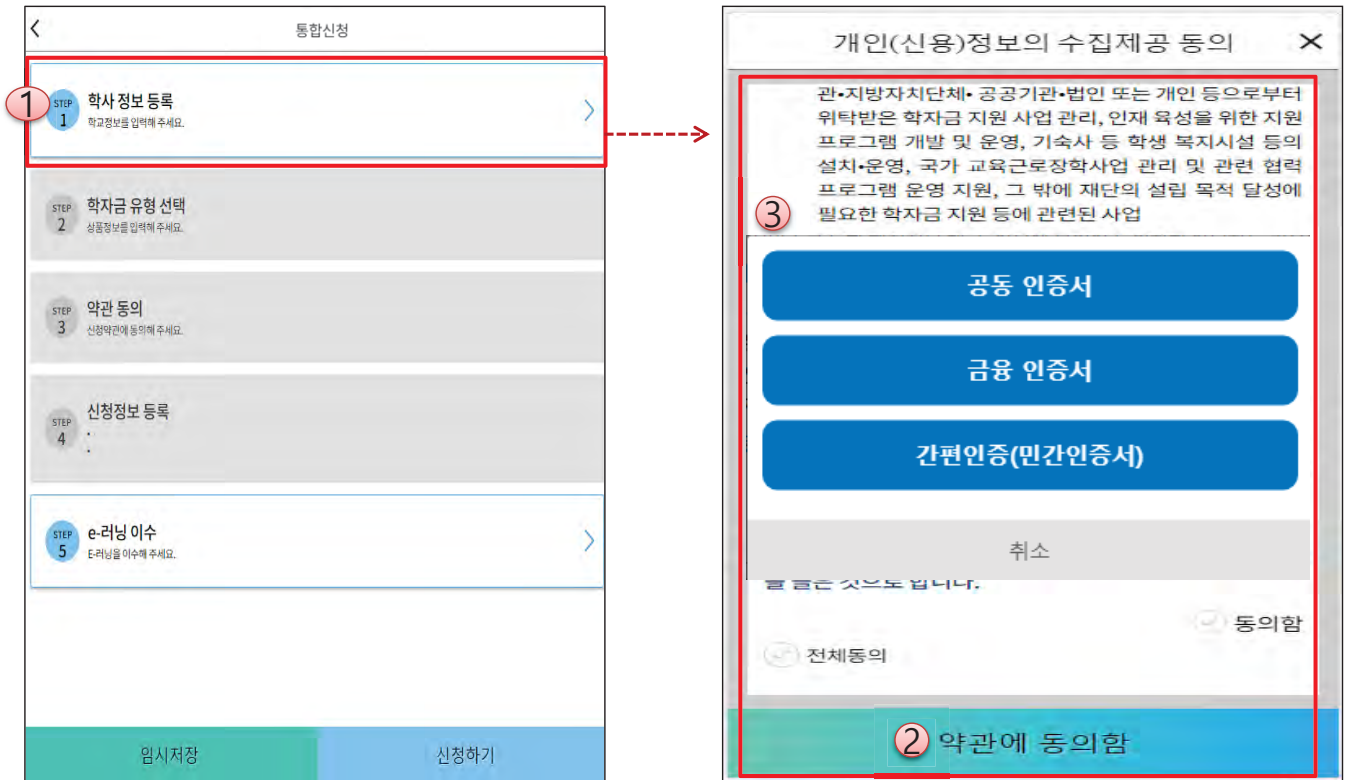 통합신청
1
STEP
1
학사 정보 등록
학교정보를 입력해 주세요.
STEP
2
학자금 유형 선택
상품정보를 입력해 주세요.
STEP
3
약관 동의
신청약관에 동의해 주세요.
STEP
4
신청정보 등록
.
.
STEP
5
e-러닝 이수
E-러닝을 이수해 주세요.
임시저장
신청하기
개인(신용)정보의 수집제공 동의
관•지방자치단체• 공공기관•법인 또는 개인 등으로부터
위탁받은 학자금 지원 사업 관리, 인재 육성을 위한 지원
프로그램 개발 및 운영, 기숙사 등 학생 복지시설 등의
설치•운영, 국가 교육근로장학사업 관리 및 관련 협력
프로그램 운영 지원, 그 밖에 재단의 설립 목적 달성에
필요한 학자금 지원 등에 관련된 사업
3
공동 인증서
금융 인증서
간편인증(민간인증서)
취소
동의함
전체동의
2
약관에 동의함